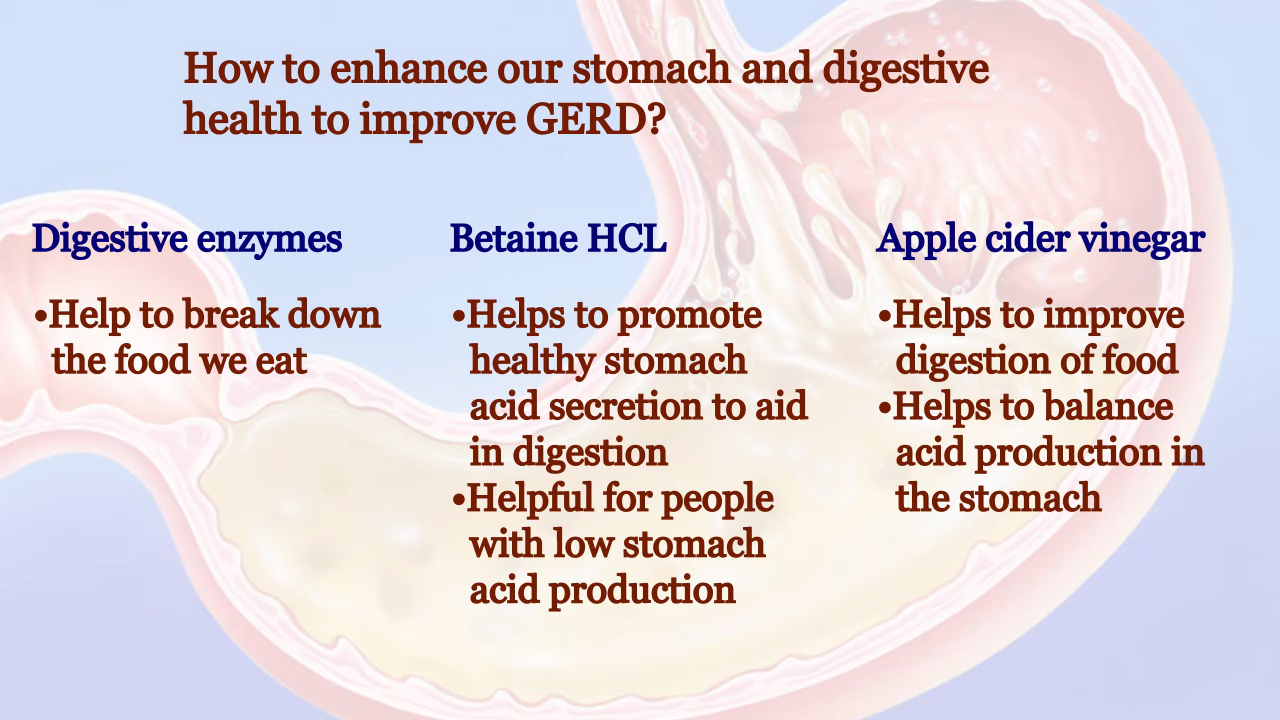 How to enhance our stomach and digestive
health to improve GERD?
Digestive enzymes
•Help to break down
the food we eat
Betaine HCL
•Helps to promote
healthy stomach
acid secretion to aid
in digestion
•Helpful for people
with low stomach
acid production
Apple cider vinegar
•Helps to improve
digestion of food
•Helps to balance
acid production in
the stomach